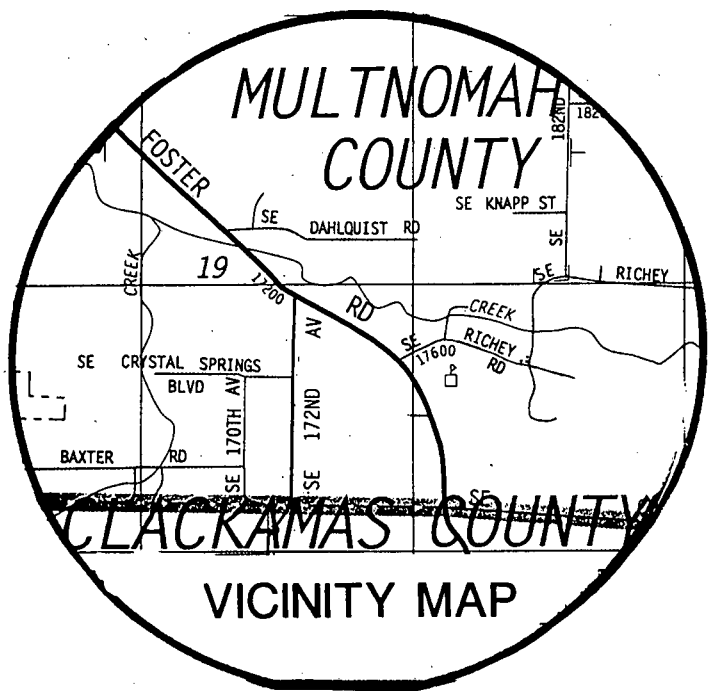 MULTNOMAH
COUNTY
FOSTER
RD
SE DAHLQUIST RD
SE KNAPP ST
SE 182ND
182
SE RICHEY
CREEK
19
17200
CREEK
SE RICHEY RD
17600
P
SE CRYSTAL SPRINGS
BLVD
SE 170TH AV
SE 172ND AV
BAXTER RD
SE
CLACKAMAS COUNTY
VICINITY MAP